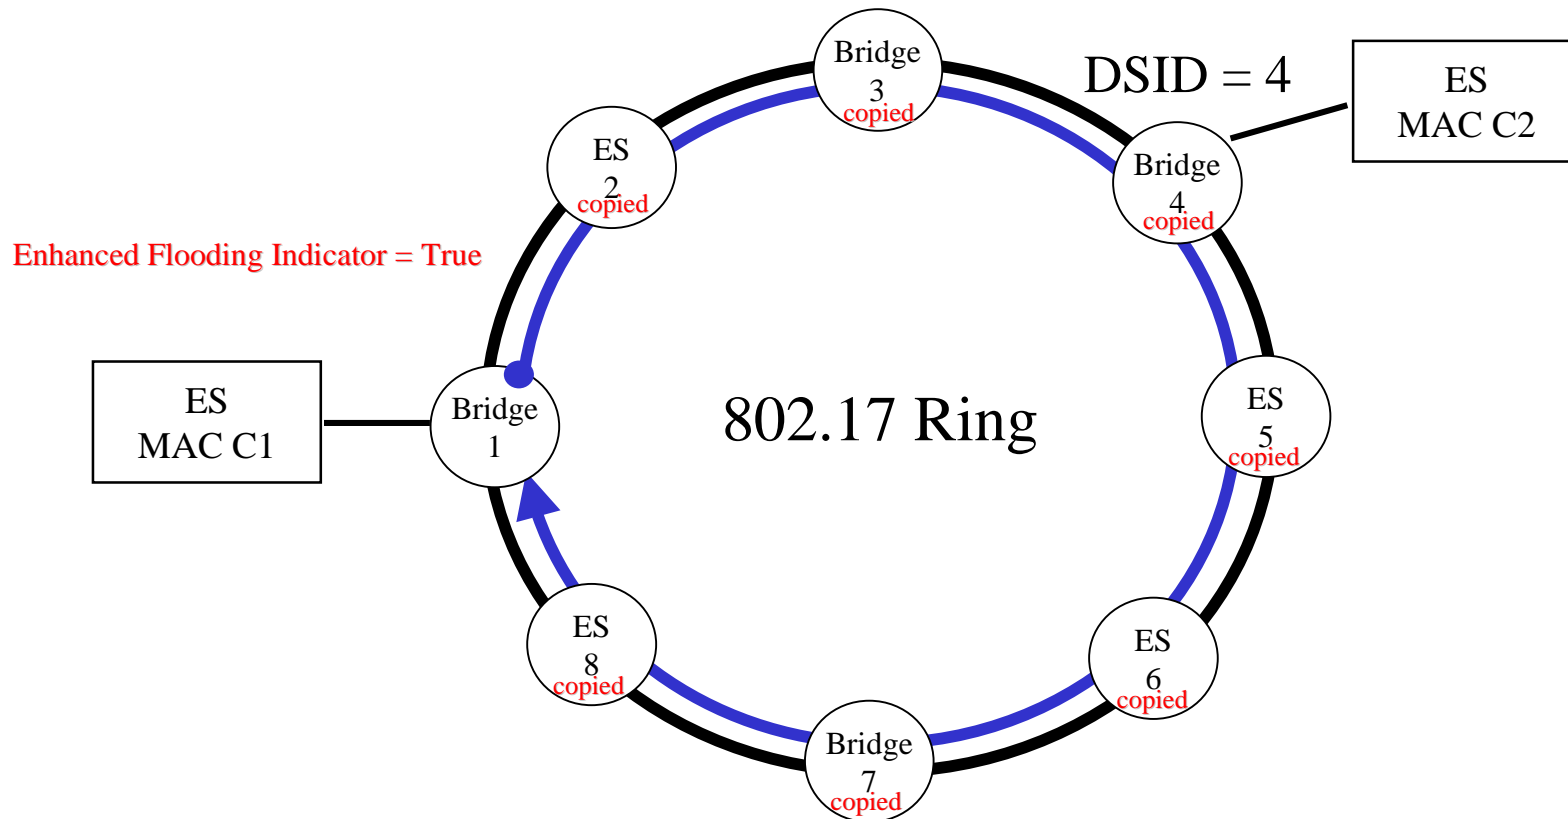 Bridge
3
copied
DSID = 4
ES
MAC C2
ES
2
copied
Bridge
4
copied
Enhanced Flooding Indicator = True
ES
MAC C1
Bridge
1
802.17 Ring
ES
5
copied
ES
8
copied
ES
6
copied
Bridge
7
copied